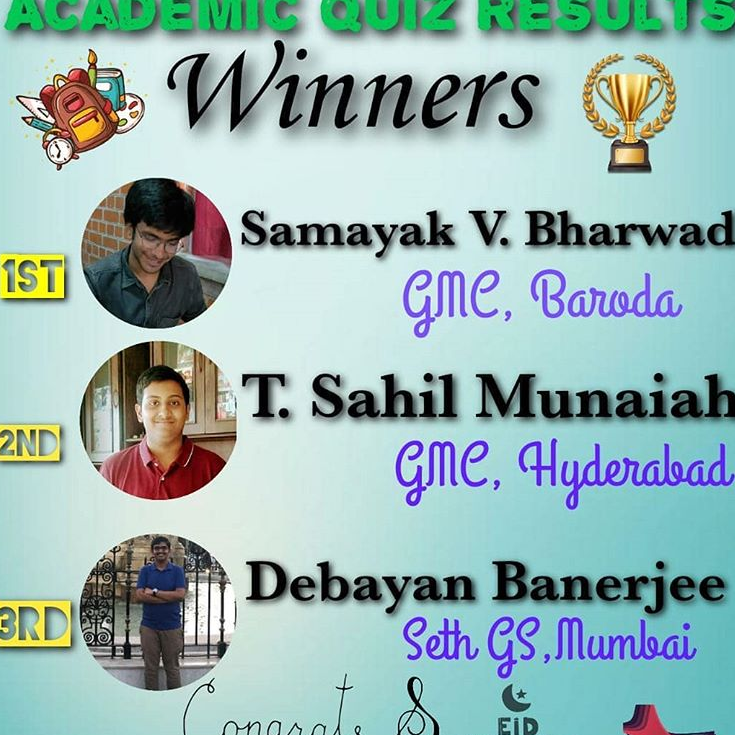 ACADEMIC QUIZ RESULTS
Winners
1ST
Samayak V. Bharwad
GMC, Baroda
2ND
T. Sahil Munaiah
GMC, Hyderabad
3RD
Debayan Banerjee
Seth GS,Mumbai
Congrats &
EID